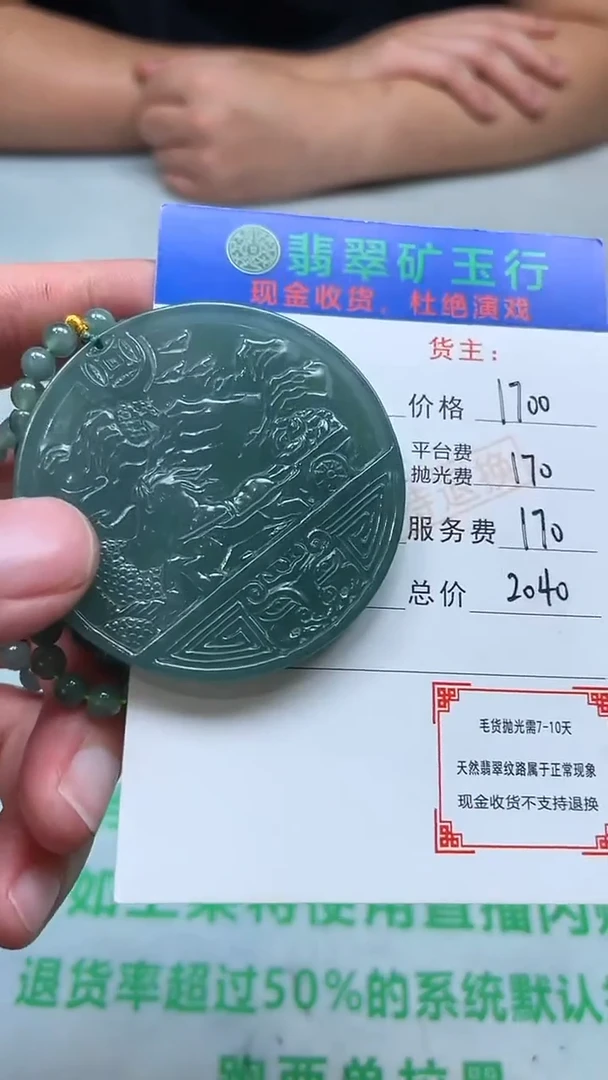 翡翠矿玉行
现金收货，杜绝演戏
货主：
价格 1700
平台费
抛光费 170
服务费 170
总价 2040
毛货抛光需7-10天
天然翡翠纹路属于正常现象
现金收货不支持退换
退货率超过50%的系统默认